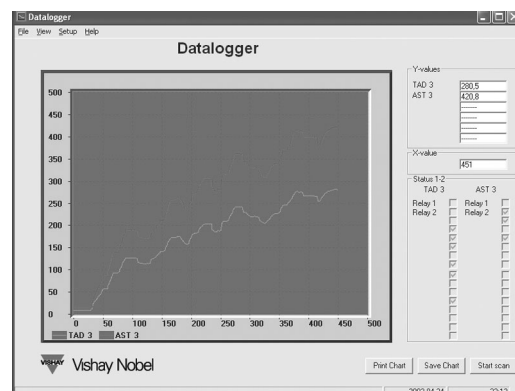 Datalogger
File View Setup Help
Datalogger
Y-values
TAD 3 280,5
AST 3 420,8
X-value
451
Status 1-2
TAD 3 AST 3
Relay 1 Relay 1
Relay 2 Relay 2
500
450
400
350
300
250
200
150
100
50
0
0 50 100 150 200 250 300 350 400 500
TAD 3 AST 3
VISHAY Vishay Nobel
Print Chart Save Chart Start scan